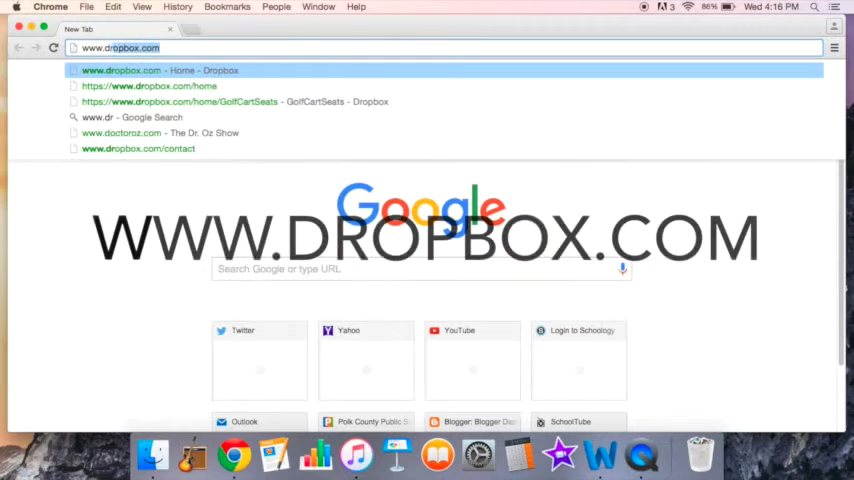 Chrome File Edit View History Bookmarks People Window Help
3 86% Wed 4:16 PM
New Tab
www.dropbox.com
www.dropbox.com - Home - Dropbox
https://www.dropbox.com/home
https://www.dropbox.com/home/GolfCartSeats - GolfCartSeats - Dropbox
www.dr - Google Search
www.doctoroz.com - The Dr. Oz Show
www.dropbox.com/contact
Google
WWW.DROPBOX.COM
Search Google or type URL
Twitter Yahoo YouTube Login to Schoology
Outlook Polk County Public S Blogger: Blogger Das SchoolTube